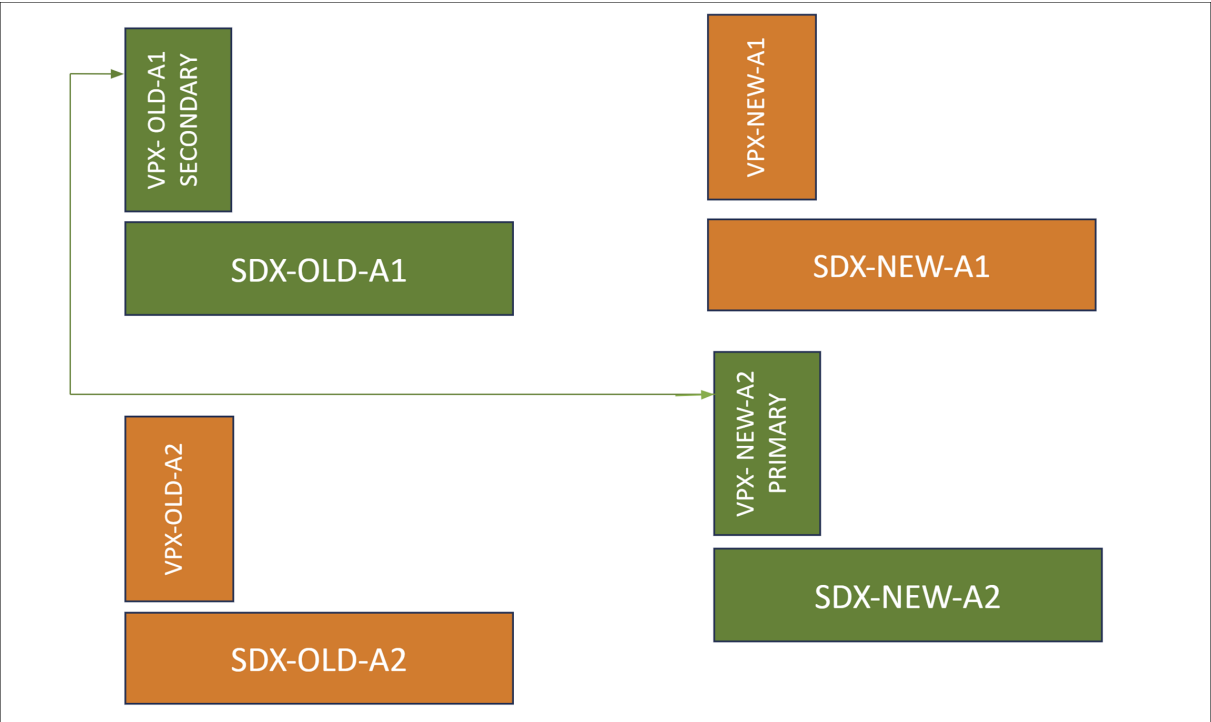 VPX- OLD-A1
SECONDARY
SDX-OLD-A1
VPX-NEW-A1
SDX-NEW-A1
VPX-OLD-A2
SDX-OLD-A2
VPX- NEW-A2
PRIMARY
SDX-NEW-A2